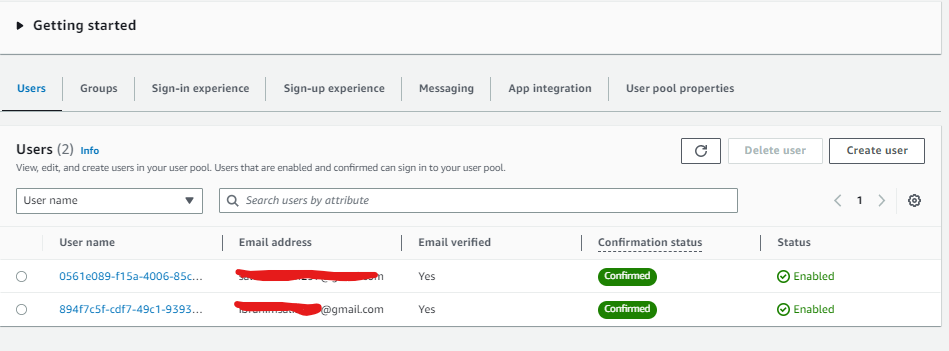 Getting started
Users Groups Sign-in experience Sign-up experience Messaging App integration User pool properties
Users (2) Info
Delete user Create user
View, edit, and create users in your user pool. Users that are enabled and confirmed can sign in to your user pool.
User name Search users by attribute 1
User name Email address Email verified Confirmation status Status
0561e089-f15a-4006-85c... Yes Confirmed Enabled
894f7c5f-cdf7-49c1-9393... @gmail.com Yes Confirmed Enabled